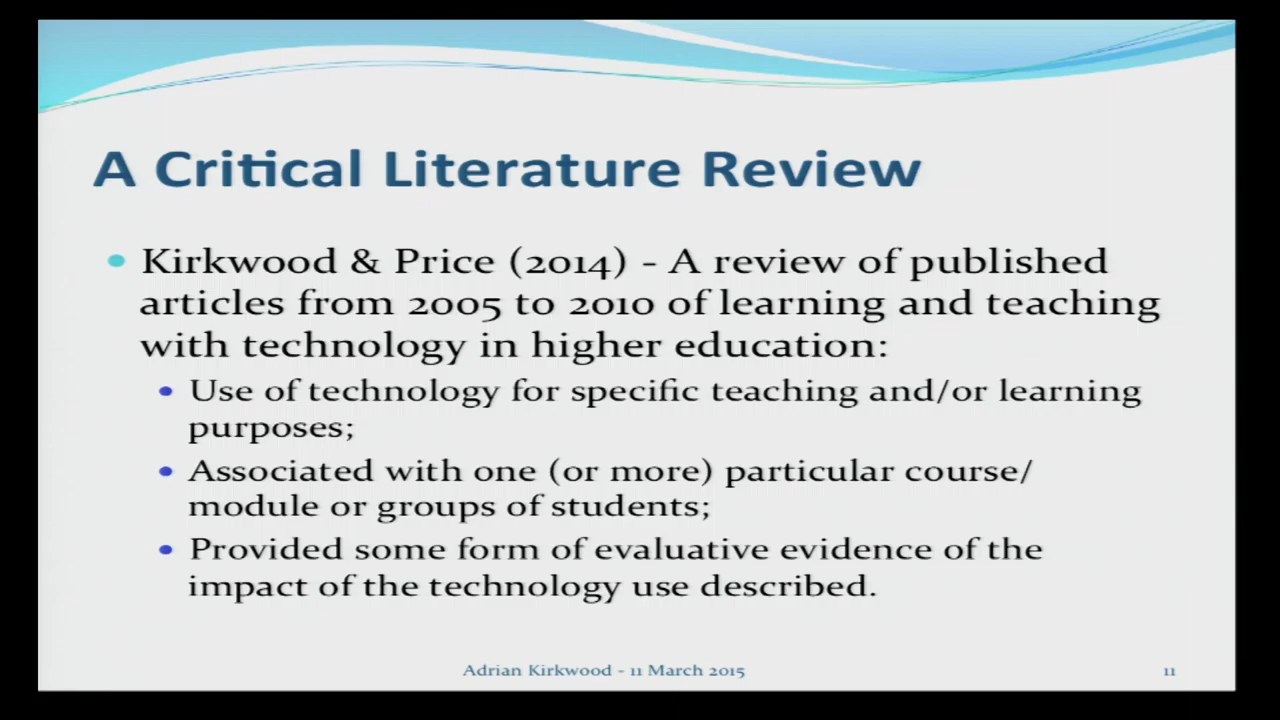 A Critical Literature Review
Kirkwood & Price (2014) - A review of published
articles from 2005 to 2010 of learning and teaching
with technology in higher education:
Use of technology for specific teaching and/or learning
purposes;
Associated with one (or more) particular course/
module or groups of students;
Provided some form of evaluative evidence of the
impact of the technology use described.
Adrian Kirkwood - 11 March 2015
11